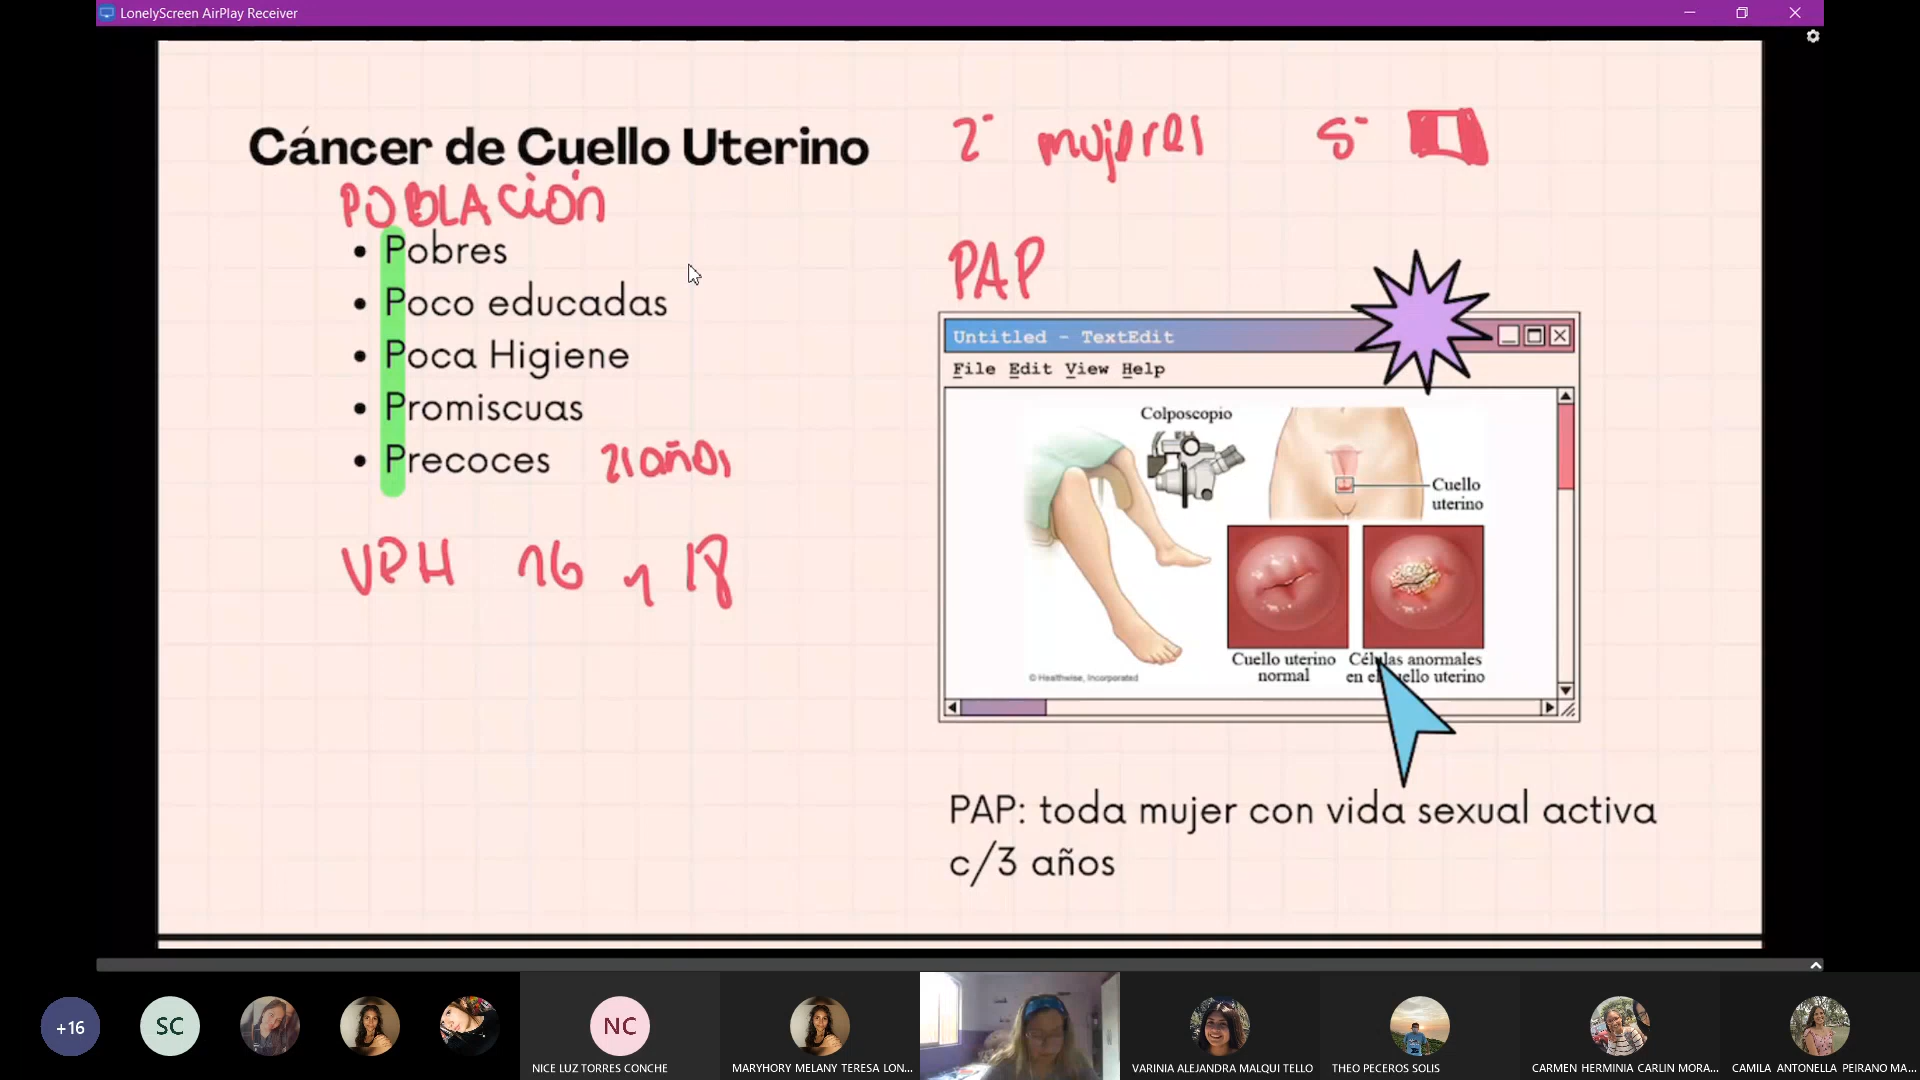 LonelyScreen AirPlay Receiver
Cáncer de Cuello Uterino
2° mujeres 5°
POBLACIÓN
Pobres
Poco educadas
Poca Higiene
Promiscuas
Precoces 21 años
VPH 16 y 18
PAP
Untitled - TextEdit
File Edit View Help
Colposcopio
Cuello
uterino
Cuello uterino
normal
Células anormales
en el cuello uterino
© Healthwise, Incorporated
PAP: toda mujer con vida sexual activa
c/3 años
+16
SC
NC
NICE LUZ TORRES CONCHE
MARYHORY MELANY TERESA LON...
VARINIA ALEJANDRA MALQUI TELLO
THEO PECEROS SOLIS
CARMEN HERMINIA CARLIN MORA...
CAMILA ANTONELLA PEIRANO MA...